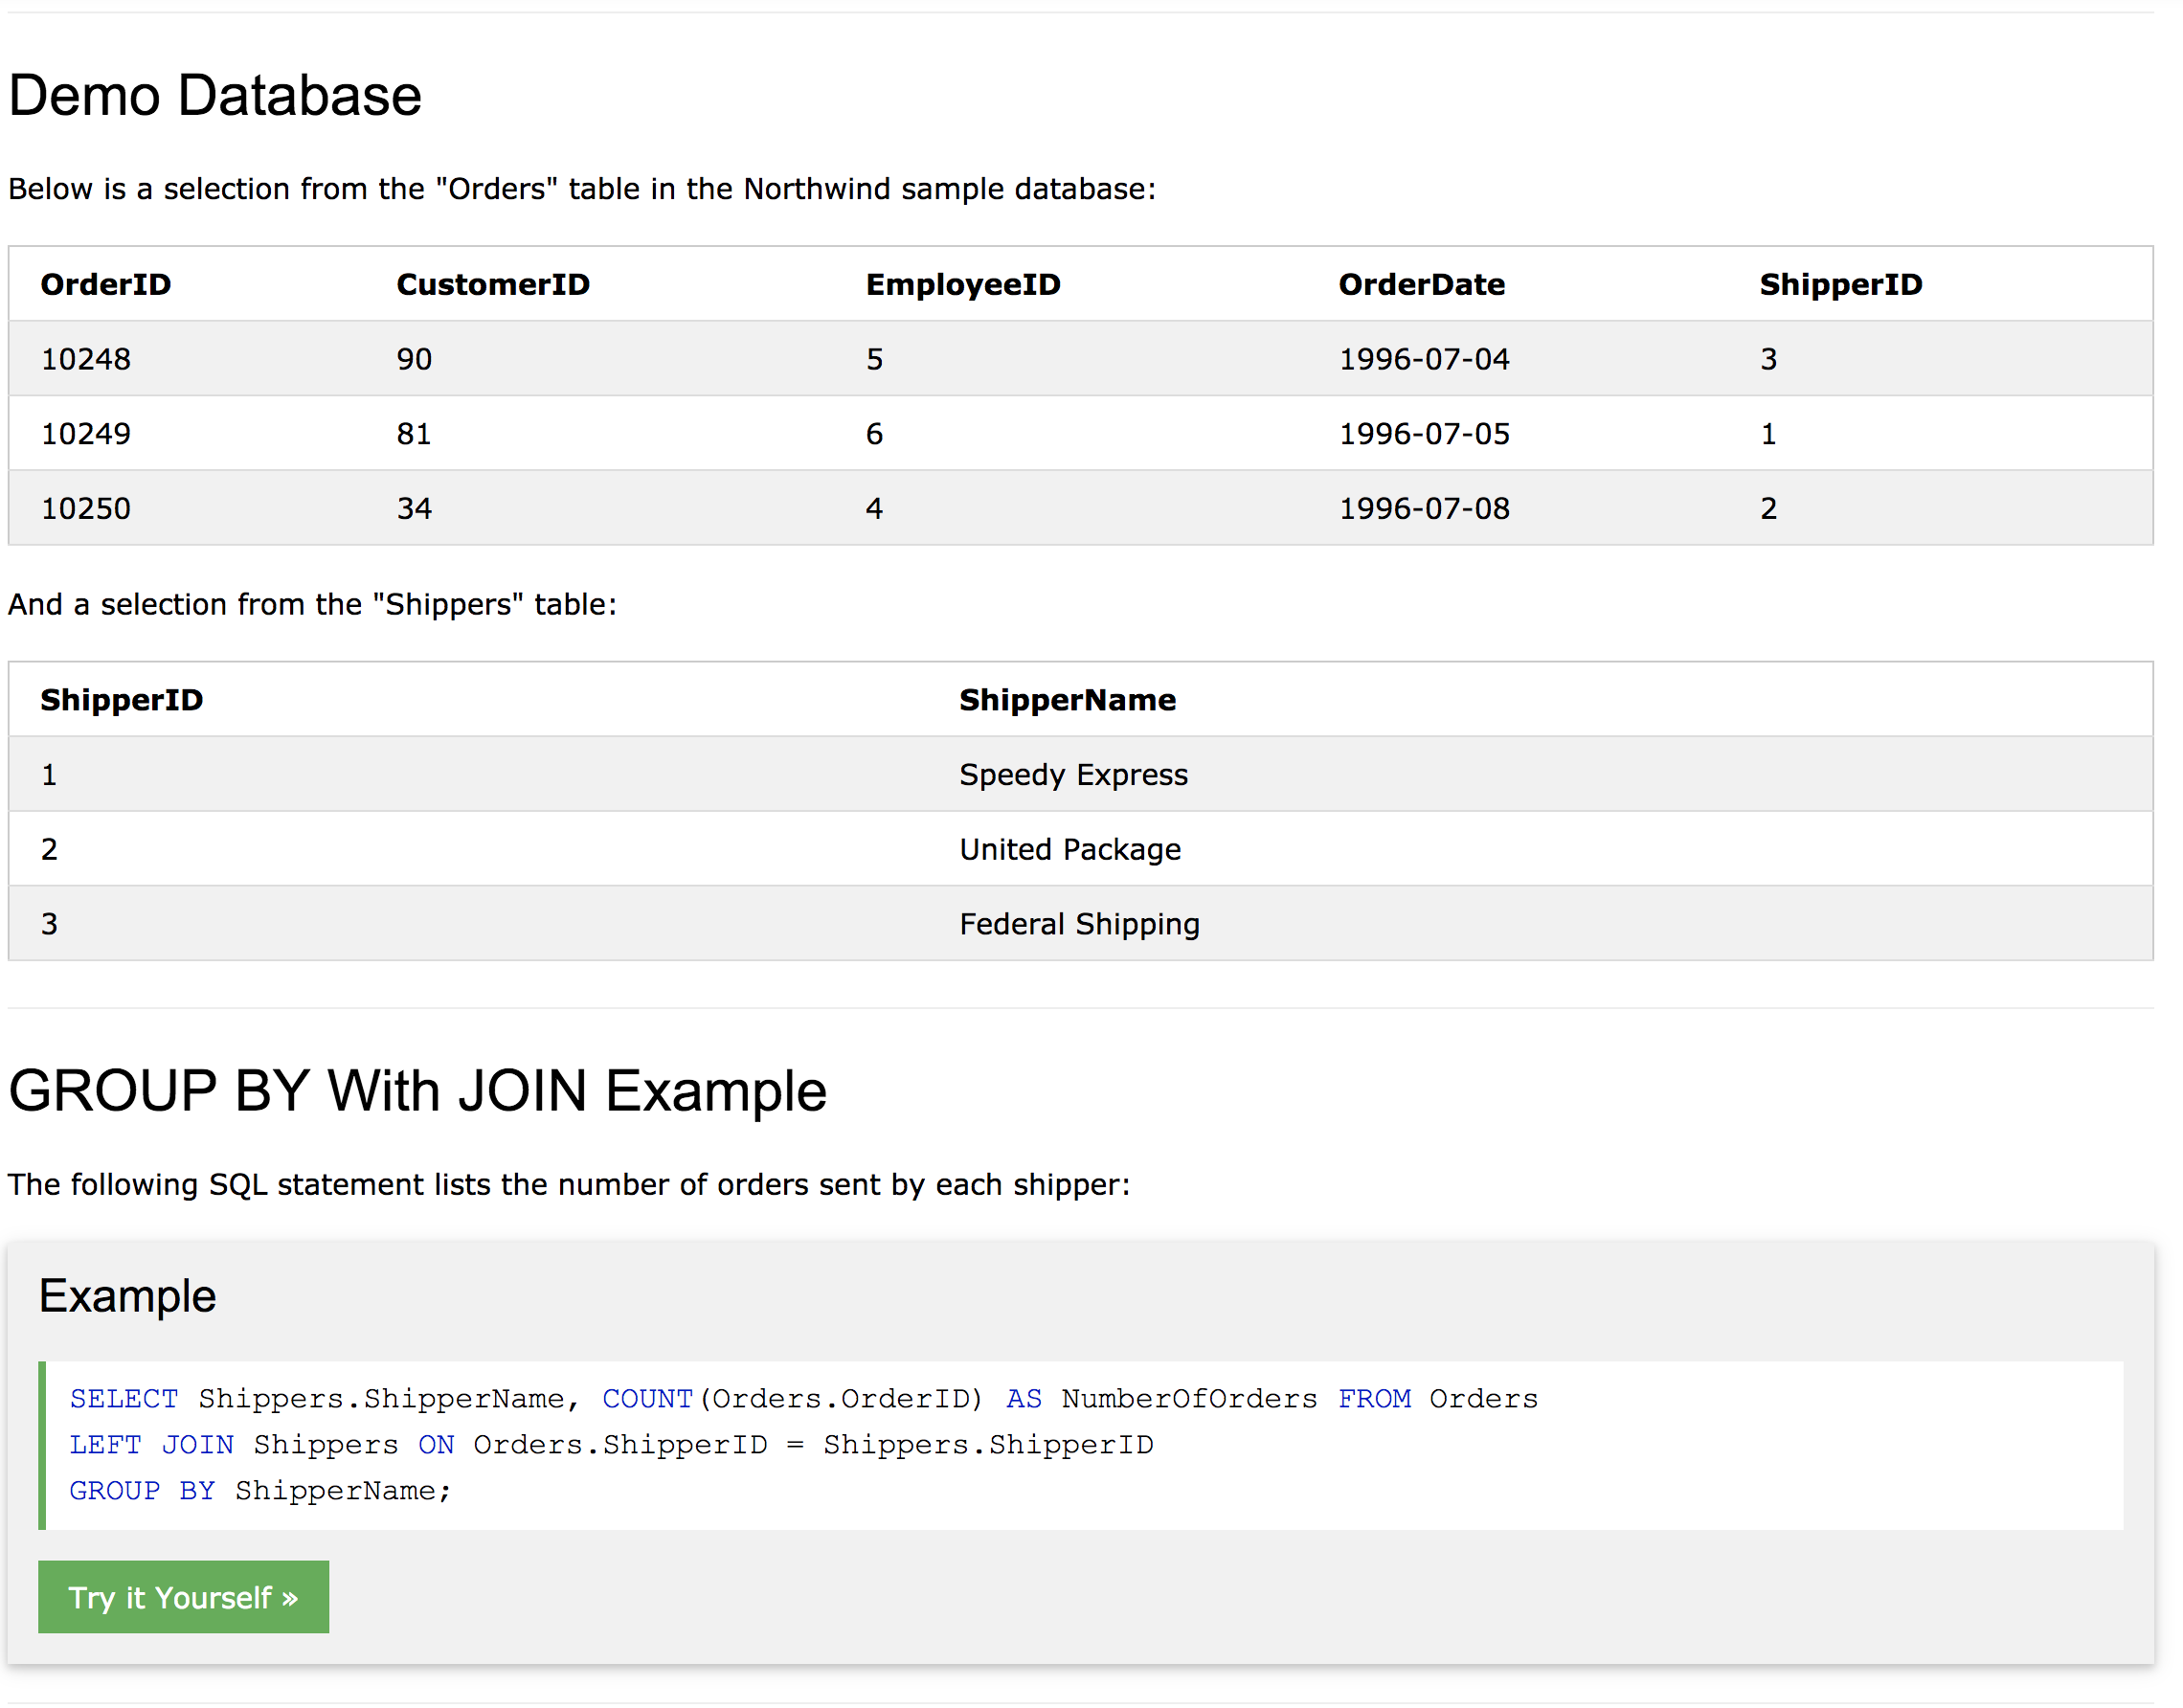 Demo Database
Below is a selection from the "Orders" table in the Northwind sample database:
OrderID CustomerID EmployeeID OrderDate ShipperID
10248 90 5 1996-07-04 3
10249 81 6 1996-07-05 1
10250 34 4 1996-07-08 2
And a selection from the "Shippers" table:
ShipperID ShipperName
1 Speedy Express
2 United Package
3 Federal Shipping
GROUP BY With JOIN Example
The following SQL statement lists the number of orders sent by each shipper:
Example
SELECT Shippers.ShipperName, COUNT(Orders.OrderID) AS NumberOfOrders FROM Orders
LEFT JOIN Shippers ON Orders.ShipperID = Shippers.ShipperID
GROUP BY ShipperName;
Try it Yourself »